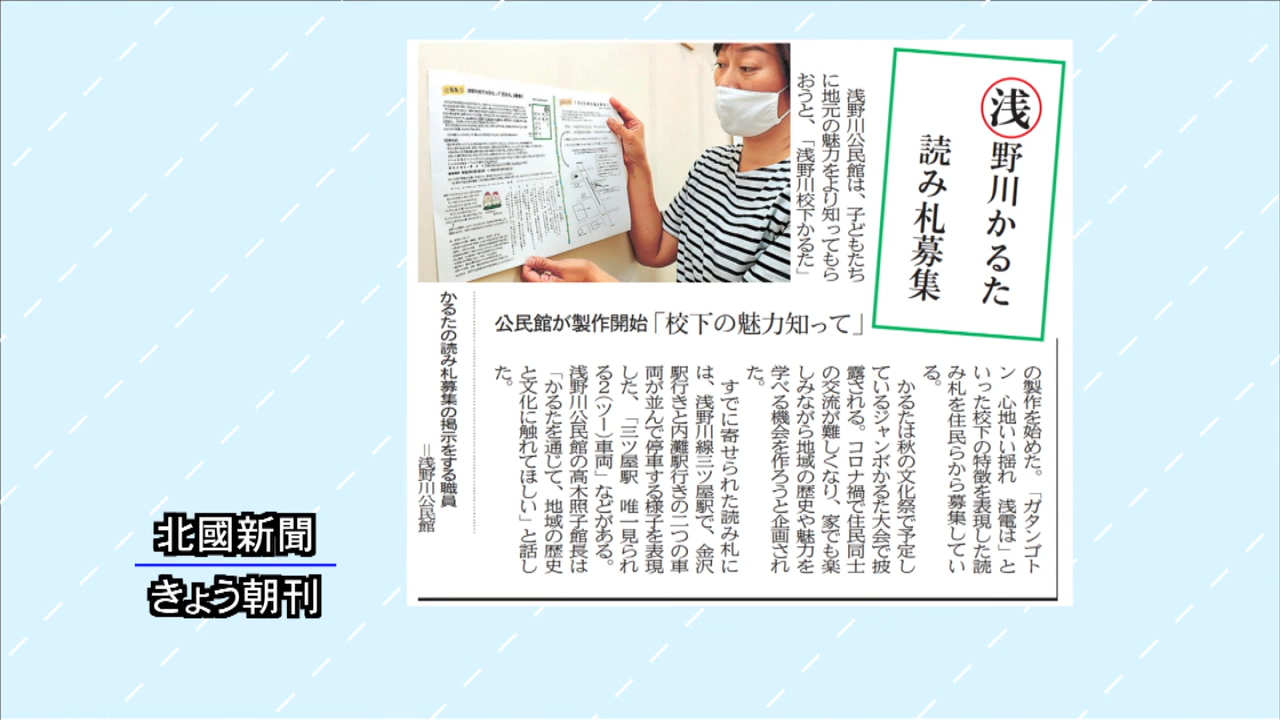 浅野川かるた
読み札募集
浅野川公民館は、子どもたち
に地元の魅力をより知っても��
おうと、「浅野川校下かるた」
公民館が製作開始「校下の魅力知って」
の製作を始めた。「ガタンゴト
ン 心地いい揺れ 浅電は」と
いった校下の特徴を表現した読
み札を住民らから募集してい
る。
かるたは秋の文化祭で予定し
ているジャンボかるた大会で披
露される。コロナ禍で住民同士
の交流が難しくなり、家でも楽
しみながら地域の歴史や魅力を
学べる機会を作ろうと企画され
た。
すでに寄せられた読み札に
は、浅野川線三ツ屋駅で、金沢
駅行きと内灘駅行きの二つの車
両が並んで停車する様子を表現
した、「三ツ屋駅 唯一見られ
る2(ツー)車両」などがある。
浅野川公民館の高木照子館長は
「かるたを通じて、地域の歴史
と文化に触れてほしい」と話し
た。
かるたの読み札募集の掲示をする職員
=浅野川公民館
北國新聞
きょう朝刊